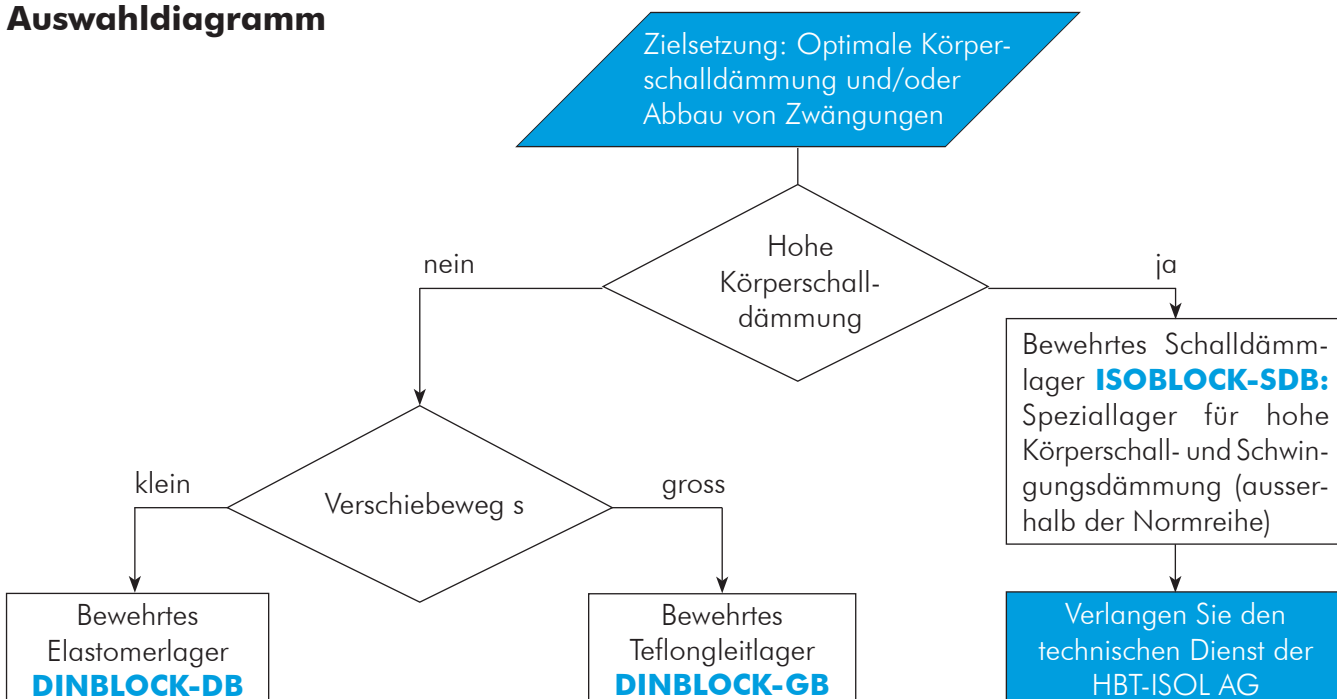 Auswahldiagramm
Zielsetzung: Optimale Körper-
schalldämmung und/oder
Abbau von Zwängungen
Hohe
Körperschall-
dämmung
nein
ja
Bewehrtes Schalldämm-
lager ISOBLOCK-SDB:
Speziallager für hohe
Körperschall- und Schwin-
gungsdämmung (ausser-
halb der Normreihe)
Verschiebeweg s
klein
gross
Bewehrtes
Elastomerlager
DINBLOCK-DB
Bewehrtes
Teflongleitlager
DINBLOCK-GB
Verlangen Sie den
technischen Dienst der
HBT-ISOL AG